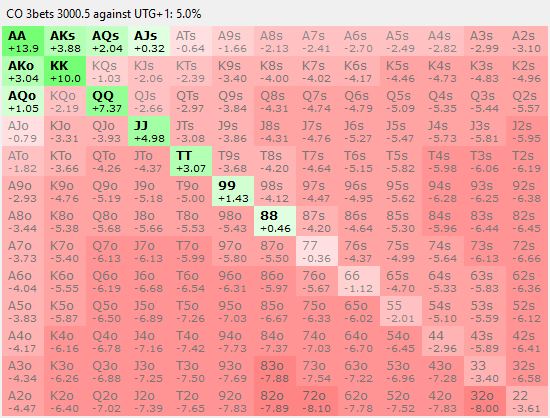 CO 3bets 3000.5 against UTG+1: 5.0%
AA AKs AQs AJs ATs A9s A8s A7s A6s A5s A4s A3s A2s
+13.9 +3.88 +2.04 +0.32 -0.64 -1.66 -2.13 -2.41 -2.70 -2.49 -2.82 -2.99 -3.10
AKo KK KQs KJs KTs K9s K8s K7s K6s K5s K4s K3s K2s
+3.04 +10.0 -1.03 -2.06 -2.39 -3.40 -4.00 -4.02 -4.17 -4.46 -4.73 -4.83 -4.96
AQo KQo QQ QJs QTs Q9s Q8s Q7s Q6s Q5s Q4s Q3s Q2s
+1.05 -2.19 +7.37 -2.66 -2.97 -3.84 -4.31 -4.74 -4.79 -5.09 -5.35 -5.44 -5.57
AJo KJo QJo JJ JTs J9s J8s J7s J6s J5s J4s J3s J2s
-0.79 -3.31 -3.93 +4.98 -3.08 -3.86 -4.31 -4.76 -5.27 -5.47 -5.73 -5.81 -5.95
ATo KTo QTo JTo TT T9s T8s T7s T6s T5s T4s T3s T2s
-1.82 -3.66 -4.26 -4.37 +3.07 -3.68 -4.20 -4.64 -5.15 -5.82 -5.98 -6.06 -6.19
A9o K9o Q9o J9o T9o 99 98s 97s 96s 95s 94s 93s 92s
-2.93 -4.76 -5.19 -5.18 -5.00 +1.43 -4.12 -4.47 -4.95 -5.62 -6.28 -6.25 -6.38
A8o K8o Q8o J8o T8o 98o 88 87s 86s 85s 84s 83s 82s
-3.44 -5.38 -5.68 -5.66 -5.53 -5.43 +0.46 -4.20 -4.64 -5.30 -5.96 -6.44 -6.45
A7o K7o Q7o J7o T7o 97o 87o 77 76s 75s 74s 73s 72s
-3.73 -5.40 -6.13 -6.13 -5.99 -5.80 -5.50 -0.36 -4.37 -4.99 -5.64 -6.13 -6.66
A6o K6o Q6o J6o T6o 96o 86o 76o 66 65s 64s 63s 62s
-4.04 -5.55 -6.19 -6.68 -6.54 -6.31 -5.97 -5.67 -1.12 -4.70 -5.33 -5.83 -6.36
A5o K5o Q5o J5o T5o 95o 85o 75o 65o 55 54s 53s 52s
-3.83 -5.87 -6.50 -6.89 -7.26 -7.03 -6.67 -6.33 -6.02 -2.01 -5.10 -5.59 -6.12
A4o K4o Q4o J4o T4o 94o 84o 74o 64o 54o 44 43s 42s
-4.17 -6.16 -6.78 -7.16 -7.42 -7.73 -7.37 -7.03 -6.70 -6.45 -2.96 -5.89 -6.41
A3o K3o Q3o J3o T3o 93o 83o 73o 63o 53o 43o 33 32s
-4.34 -6.26 -6.88 -7.25 -7.50 -7.69 -7.88 -7.54 -7.22 -6.96 -7.28 -3.40 -6.58
A2o K2o Q2o J2o T2o 92o 82o 72o 62o 52o 42o 32o 22
-4.47 -6.40 -7.02 -7.39 -7.65 -7.83 -7.89 -8.10 -7.78 -7.53 -7.83 -8.00 -3.61